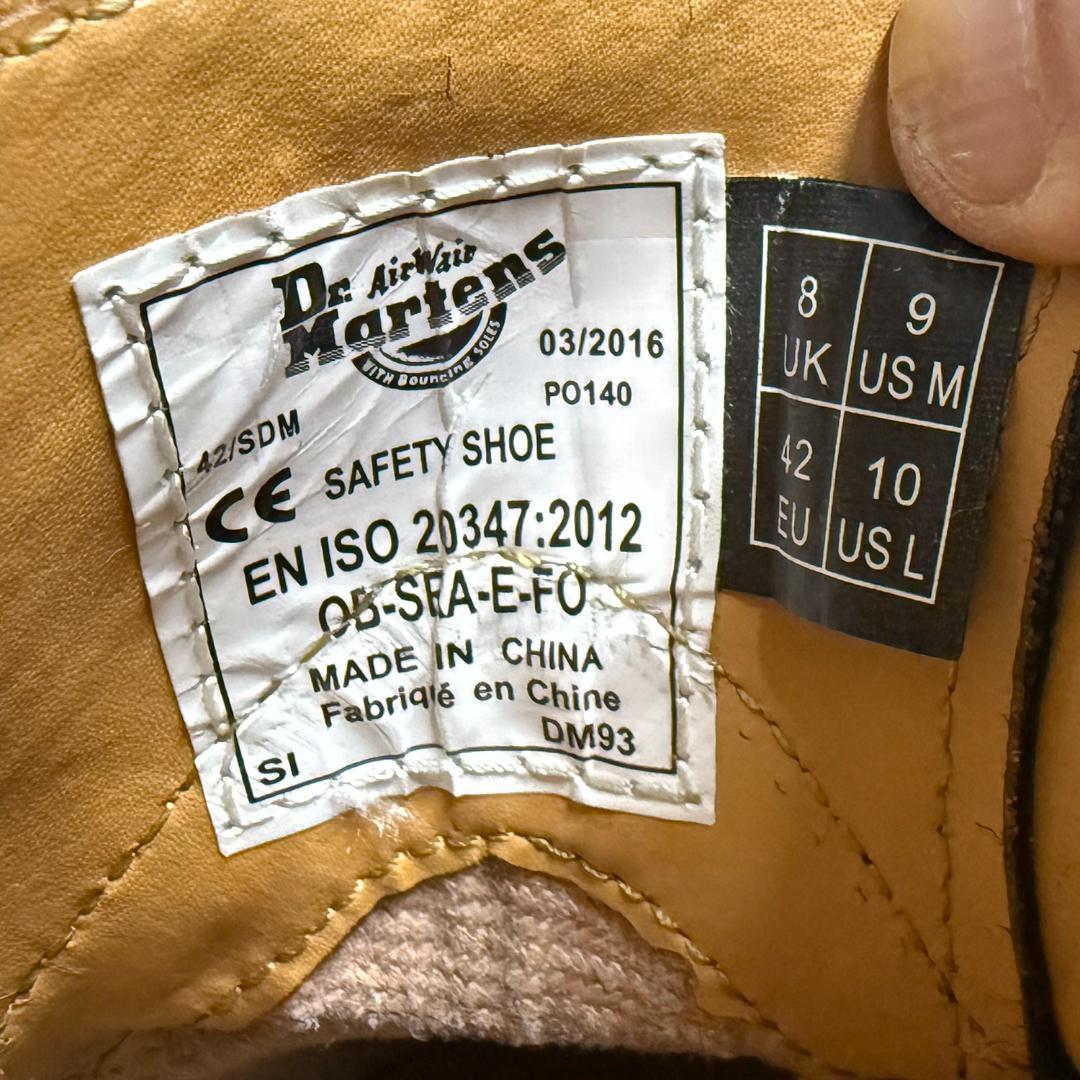 Dr. AirWair
Martens
WITH Bouncing SOLES
03/2016
PO140
42/SDM
CE SAFETY SHOE
EN ISO 20347:2012
OB-SRA-E-FO
MADE IN CHINA
Fabriqué en Chine
DM93
SI
8
UK
9
US M
42
EU
10
US L